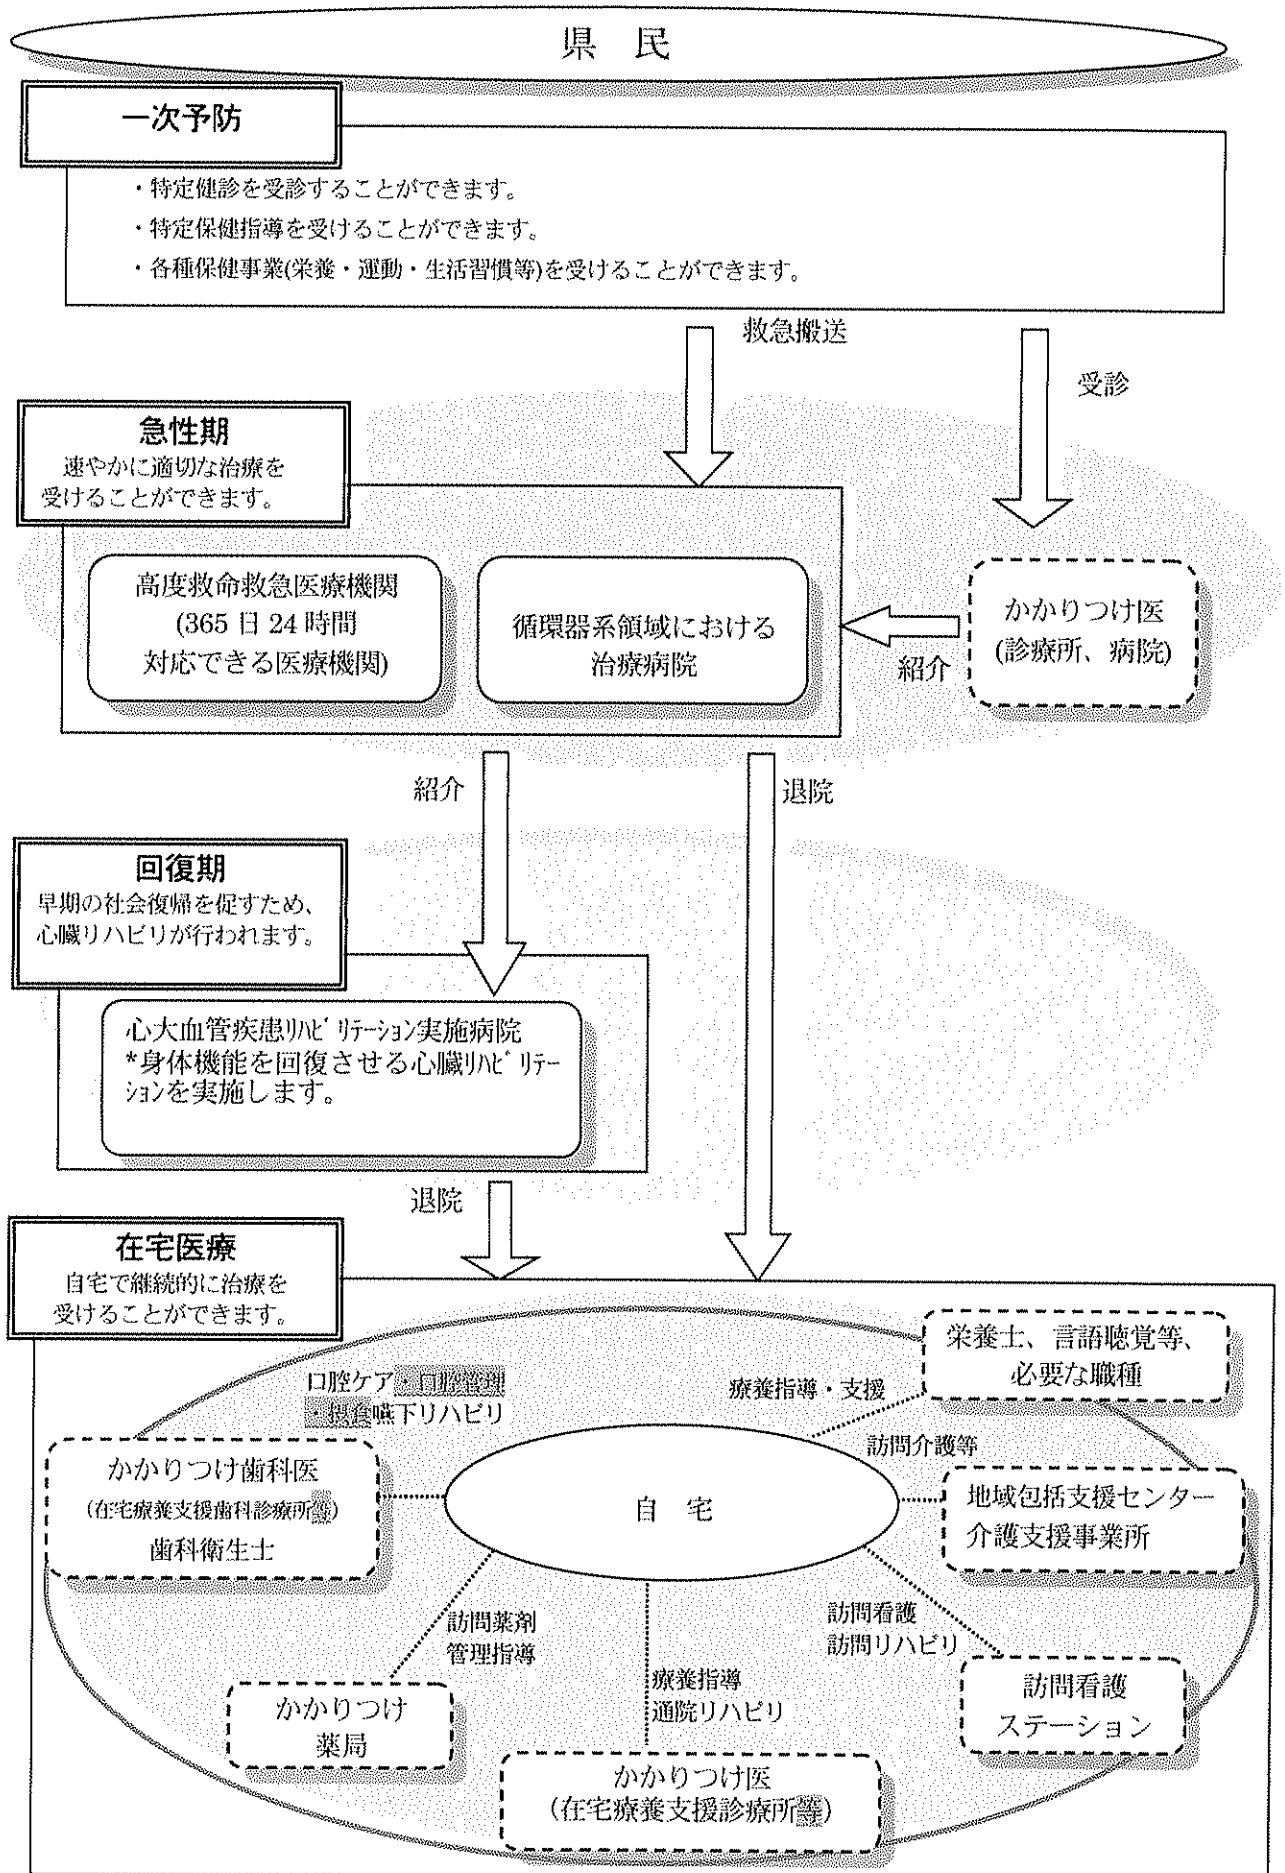 県　民
一次予防
・特定健診を受診することができます。
・特定保健指導を受けることができます。
・各種保健事業(栄養・運動・生活習慣等)を受けることができます。
救急搬送
受診
急性期
速やかに適切な治療を
受けることができます。
高度救命救急医療機関
(365 日 24 時間
対応できる医療機関)
循環器系領域における
治療病院
紹介
かかりつけ医
(診療所、病院)
紹介
退院
回復期
早期の社会復帰を促すため、
心臓リハビリが行われます。
心大血管疾患ﾘﾊﾋﾞﾘﾃｰｼｮﾝ実施病院
*身体機能を回復させる心臓ﾘﾊﾋﾞﾘﾃｰ
ｼｮﾝを実施します。
退院
在宅医療
自宅で継続的に治療を
受けることができます。
口腔ケア・口腔管理
・摂食嚥下リハビリ
療養指導・支援
栄養士、言語聴覚等、
必要な職種
かかりつけ歯科医
(在宅療養支援歯科診療所等)
歯科衛生士
自　宅
訪問介護等
地域包括支援センター
介護支援事業所
訪問薬剤
管理指導
かかりつけ
薬局
療養指導
通院リハビリ
かかりつけ医
(在宅療養支援診療所等)
訪問看護
訪問リハビリ
訪問看護
ステーション